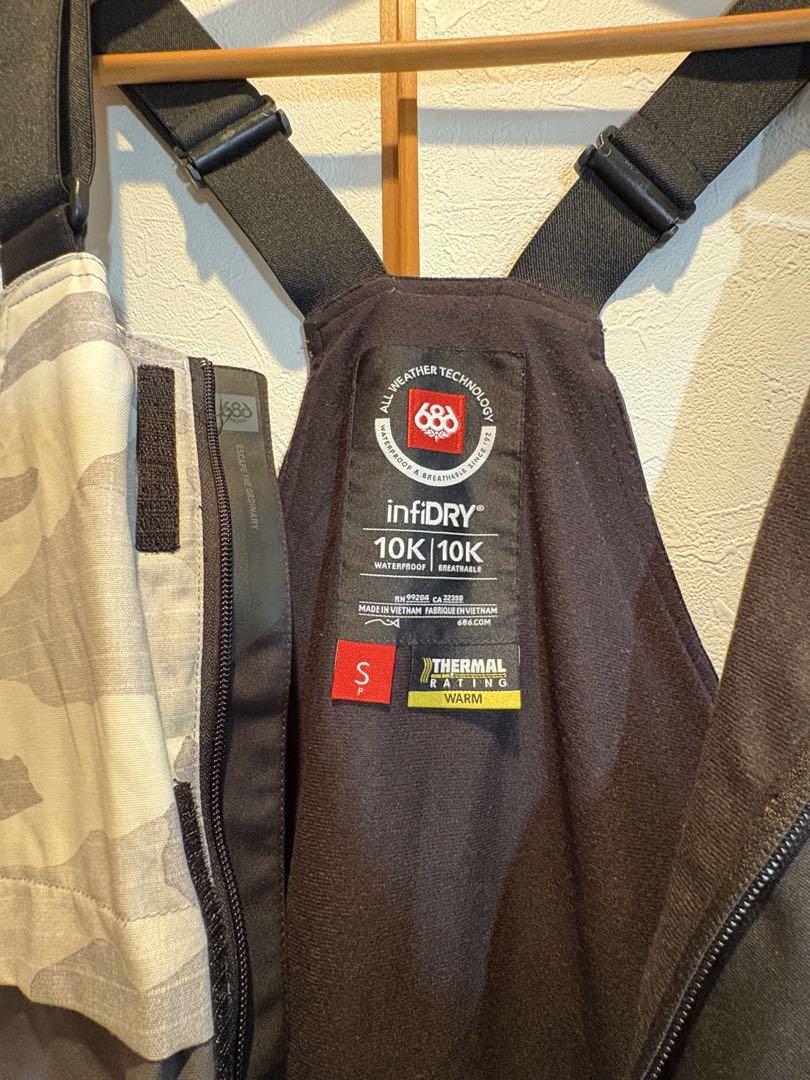 686
ESCAPE THE ORDINARY
ALL WEATHER TECHNOLOGY
686
WATERPROOF & BREATHABLE SINCE '92
infiDRY®
10K | 10K
WATERPROOF BREATHABLE
RN 99204 CA 32350
MADE IN VIETNAM FABRIQUE EN VIETNAM
686.COM
S
P
THERMAL
RATING
WARM